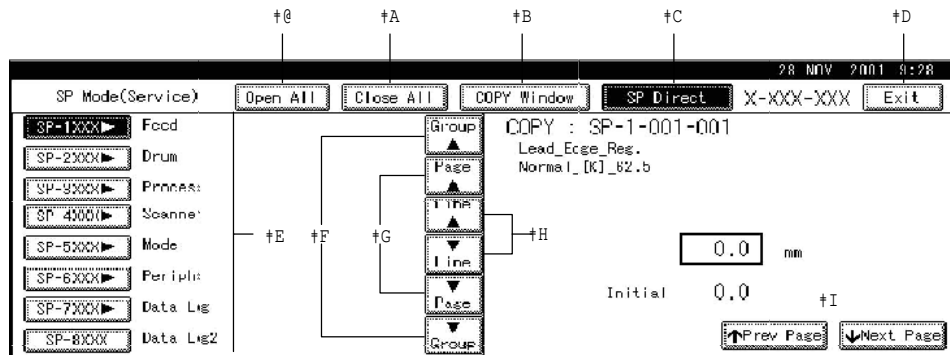 ‡@ ‡A ‡B ‡C ‡D
28 NOV 2001 9:28
SP Mode(Service) Open All Close All COPY Window SP Direct X-XXX-XXX Exit
SP-1XXX▶ Feed
SP-2XXX▶ Drum
SP-3XXX▶ Process
SP-4XXX▶ Scanner
SP-5XXX▶ Mode
SP-6XXX▶ Periphs
SP-7XXX▶ Data Log
SP-8XXX Data Log2
‡E ‡F ‡G ‡H
Group
▲
Page
▲
Line
▲
▼
Line
▼
Page
▼
Group
COPY : SP-1-001-001
Lead_Edge_Reg.
Normal_[K]_62.5
0.0 mm
Initial 0.0
‡I
↑Prev Page ↓Next Page